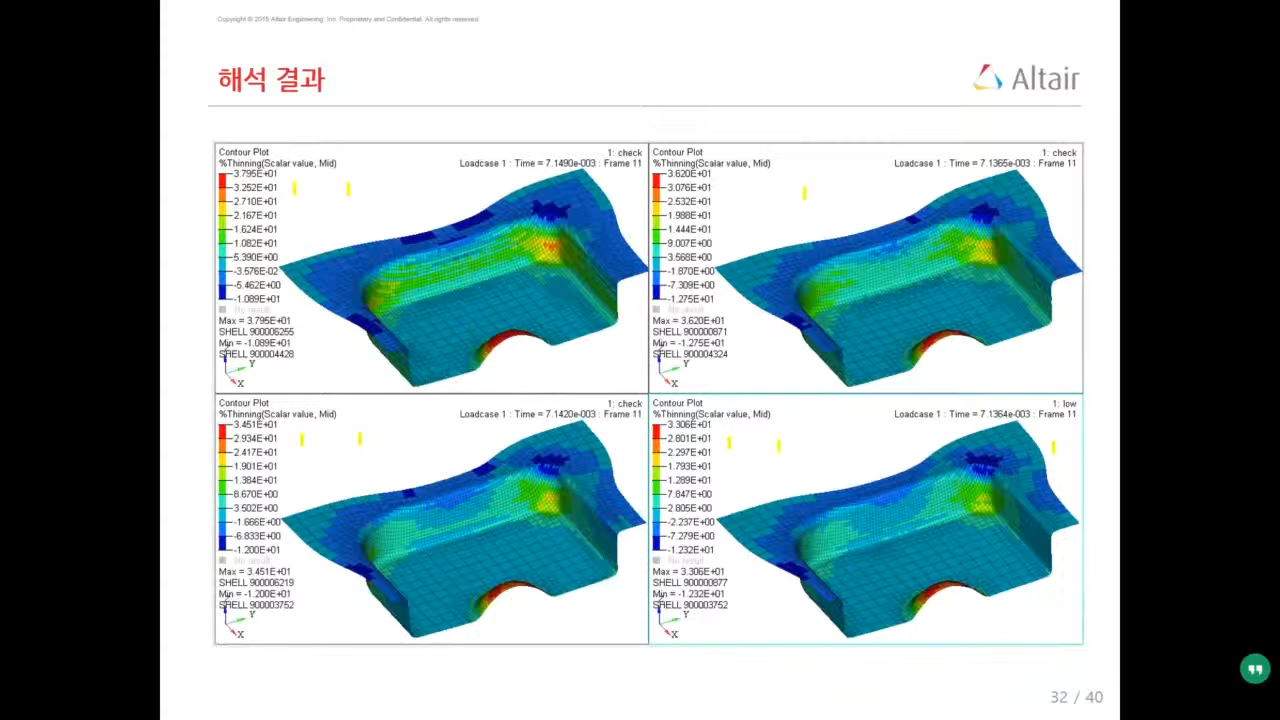 Copyright © 2015 Altair Engineering, Inc. Proprietary and Confidential. All rights reserved.
해석 결과
Altair
Contour Plot
%Thinning(Scalar value, Mid)
1: check
Loadcase 1 : Time = 7.1490e-003 : Frame 11
3.795E+01
3.252E+01
2.710E+01
2.167E+01
1.624E+01
1.082E+01
5.390E+00
-3.576E-02
-5.462E+00
-1.089E+01
No result
Max = 3.795E+01
SHELL 900006255
Min = -1.089E+01
SHELL 900004428
Z
Y
X
Contour Plot
%Thinning(Scalar value, Mid)
1: check
Loadcase 1 : Time = 7.1365e-003 : Frame 11
3.620E+01
3.076E+01
2.532E+01
1.988E+01
1.444E+01
9.007E+00
3.568E+00
-1.870E+00
-7.309E+00
-1.275E+01
No result
Max = 3.620E+01
SHELL 900000871
Min = -1.275E+01
SHELL 900004324
Z
Y
X
Contour Plot
%Thinning(Scalar value, Mid)
1: check
Loadcase 1 : Time = 7.1420e-003 : Frame 11
3.451E+01
2.934E+01
2.417E+01
1.901E+01
1.384E+01
8.670E+00
3.502E+00
-1.666E+00
-6.833E+00
-1.200E+01
No result
Max = 3.451E+01
SHELL 900006219
Min = -1.200E+01
SHELL 900003752
Z
Y
X
Contour Plot
%Thinning(Scalar value, Mid)
1: low
Loadcase 1 : Time = 7.1364e-003 : Frame 11
3.306E+01
2.801E+01
2.297E+01
1.793E+01
1.289E+01
7.847E+00
2.805E+00
-2.237E+00
-7.279E+00
-1.232E+01
No result
Max = 3.306E+01
SHELL 900000877
Min = -1.232E+01
SHELL 900003752
Z
Y
X
32 / 40